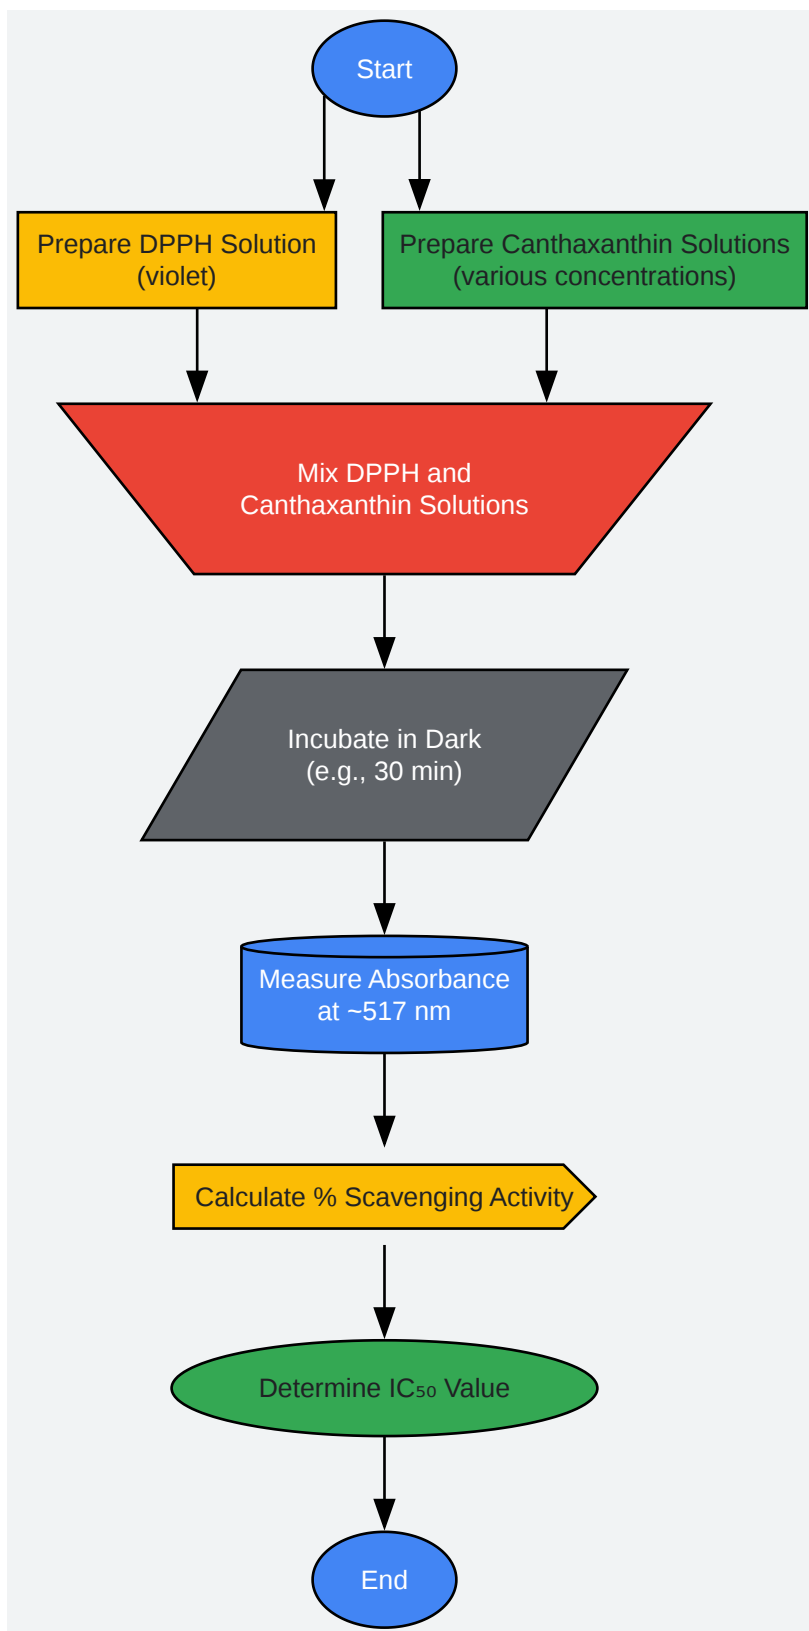 Start
Prepare DPPH Solution
(violet)
Prepare Canthaxanthin Solutions
(various concentrations)
Mix DPPH and
Canthaxanthin Solutions
Incubate in Dark
(e.g., 30 min)
Measure Absorbance
at ~517 nm
Calculate % Scavenging Activity
Determine IC₅₀ Value
End